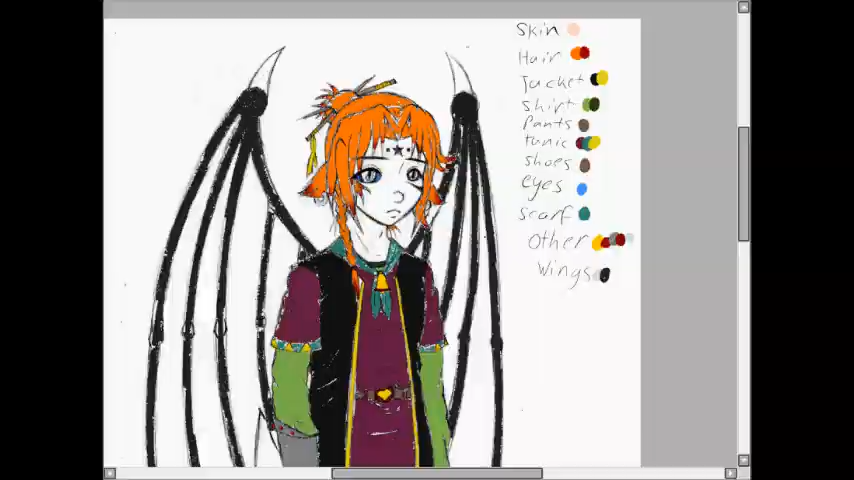 Skin
Hair
Jacket
Shirt
Pants
tunic
shoes
eyes
scarf
Other
Wings